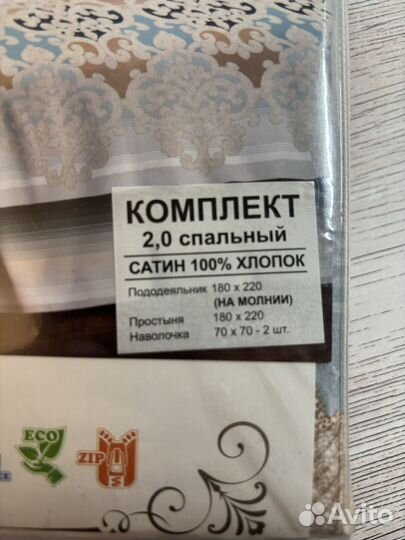 КОМПЛЕКТ
2,0 спальный
САТИН 100% ХЛОПОК
Пододеяльник 180 x 220
(НА МОЛНИИ)
Простыня 180 x 220
Наволочка 70 x 70 - 2 шт.
ECO
ZIP
Avito